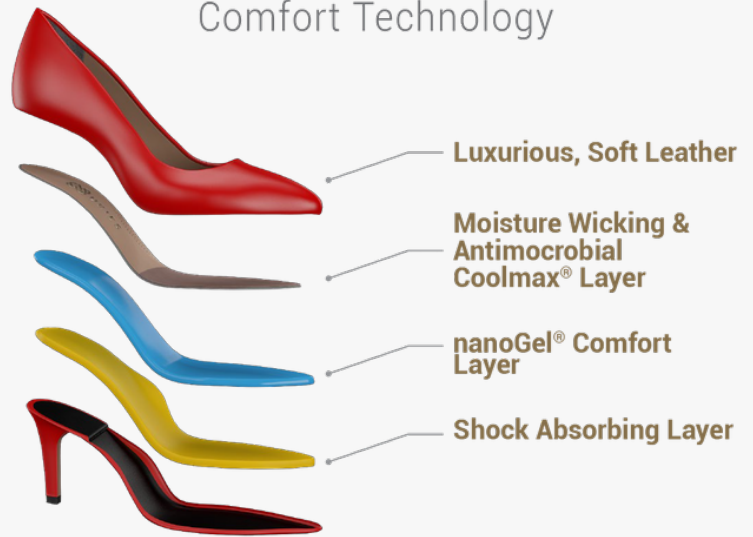 Comfort Technology
Luxurious, Soft Leather
Moisture Wicking &
Antimocrobial
Coolmax® Layer
nanoGel® Comfort
Layer
Shock Absorbing Layer